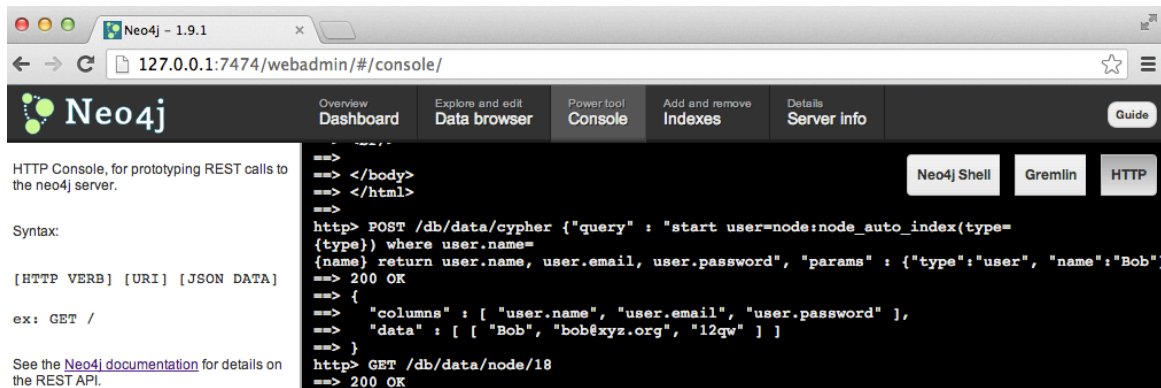 Neo4j - 1.9.1
127.0.0.1:7474/webadmin/#/console/
Neo4j
Overview
Dashboard
Explore and edit
Data browser
Power tool
Console
Add and remove
Indexes
Details
Server info
Guide
HTTP Console, for prototyping REST calls to
the neo4j server.
Syntax:
[HTTP VERB] [URI] [JSON DATA]
ex: GET /
See the Neo4j documentation for details on
the REST API.
Neo4j Shell
Gremlin
HTTP
==>
==> </body>
==> </html>
==>
http> POST /db/data/cypher {"query" : "start user=node:node_auto_index(type=
{type}) where user.name=
{name} return user.name, user.email, user.password", "params" : {"type":"user", "name":"Bob"
==> 200 OK
==> {
==>   "columns" : [ "user.name", "user.email", "user.password" ],
==>   "data" : [ [ "Bob", "bob@xyz.org", "12qw" ] ]
==> }
http> GET /db/data/node/18
==> 200 OK